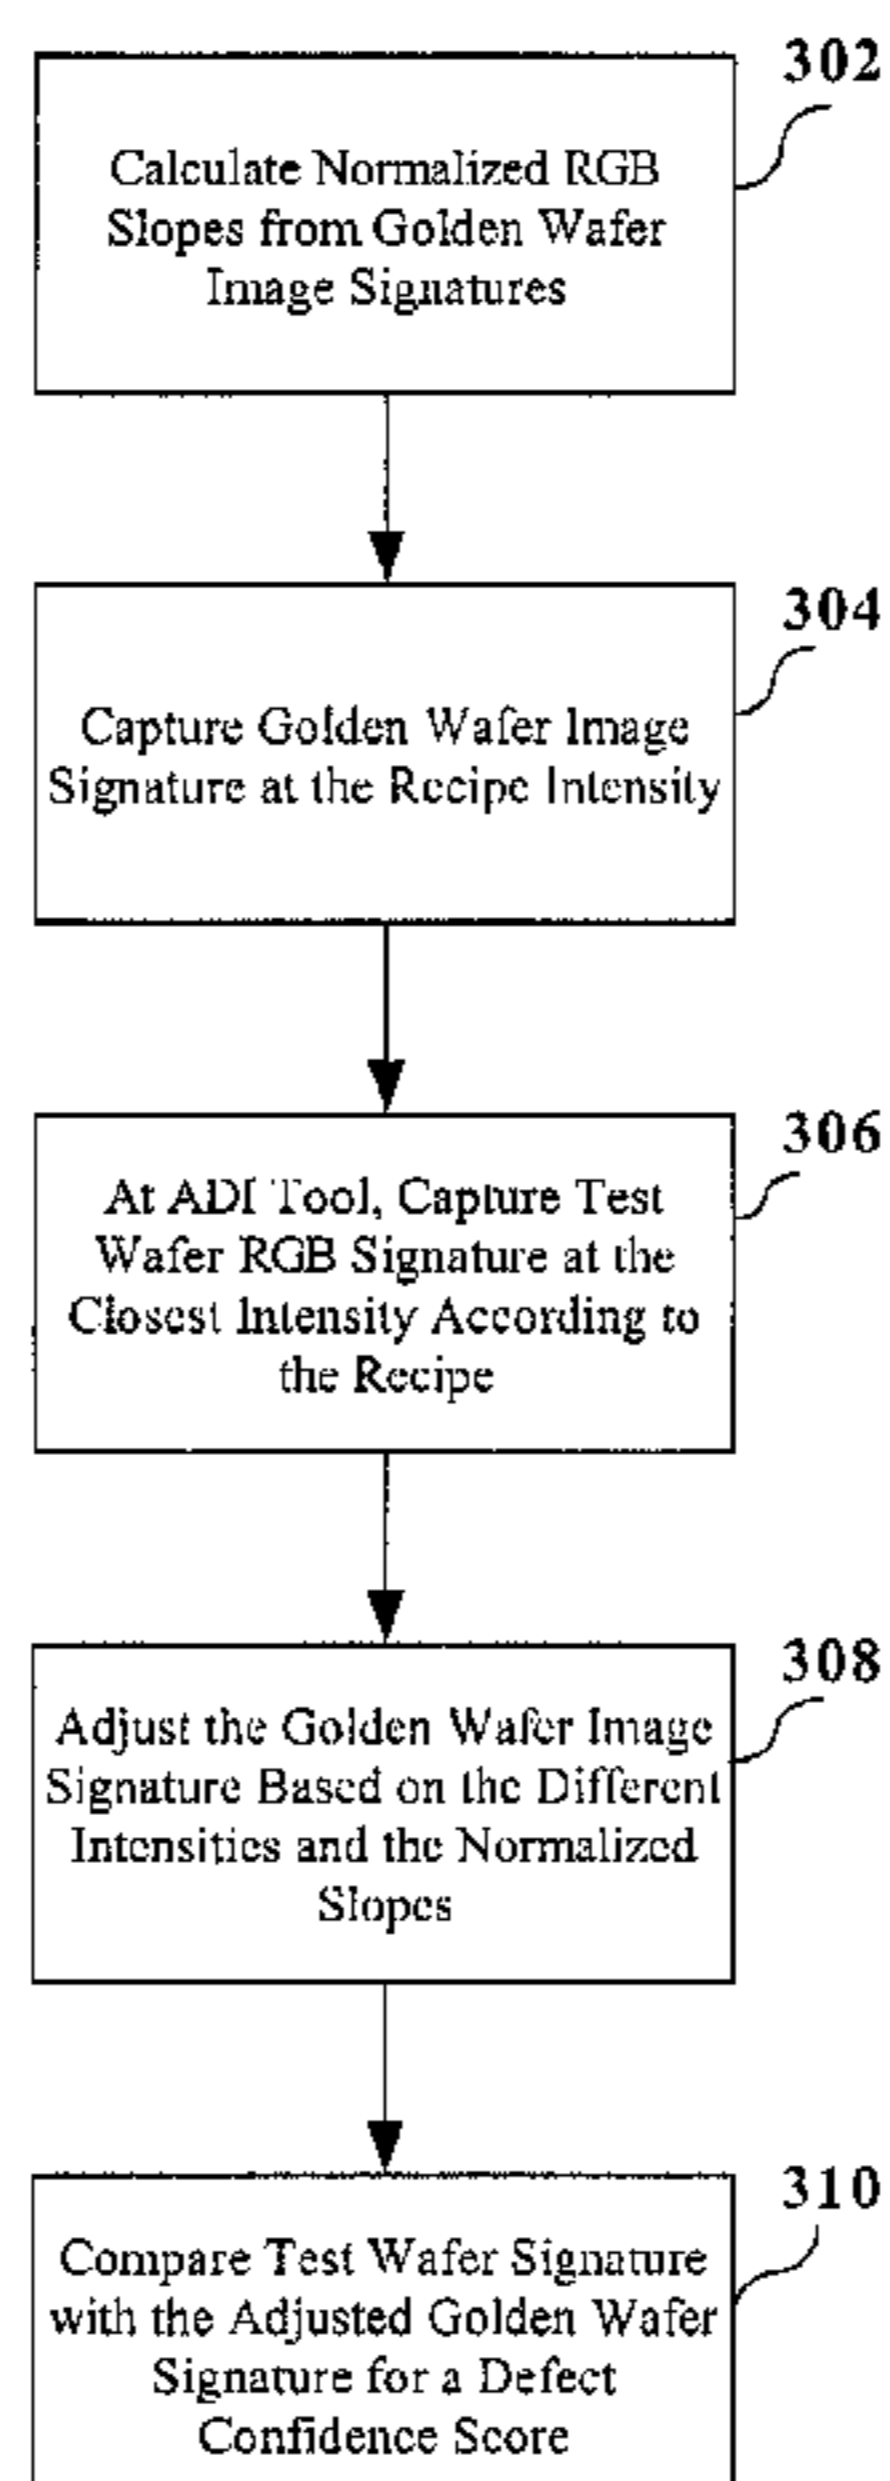 302
Calculate Normalized RGB
Slopes from Golden Wafer
Image Signatures
304
Capture Golden Wafer Image
Signature at the Recipe Intensity
306
At ADI Tool, Capture Test
Wafer RGB Signature at the
Closest Intensity According to
the Recipe
308
Adjust the Golden Wafer Image
Signature Based on the Different
Intensities and the Normalized
Slopes
310
Compare Test Wafer Signature
with the Adjusted Golden Wafer
Signature for a Defect
Confidence Score